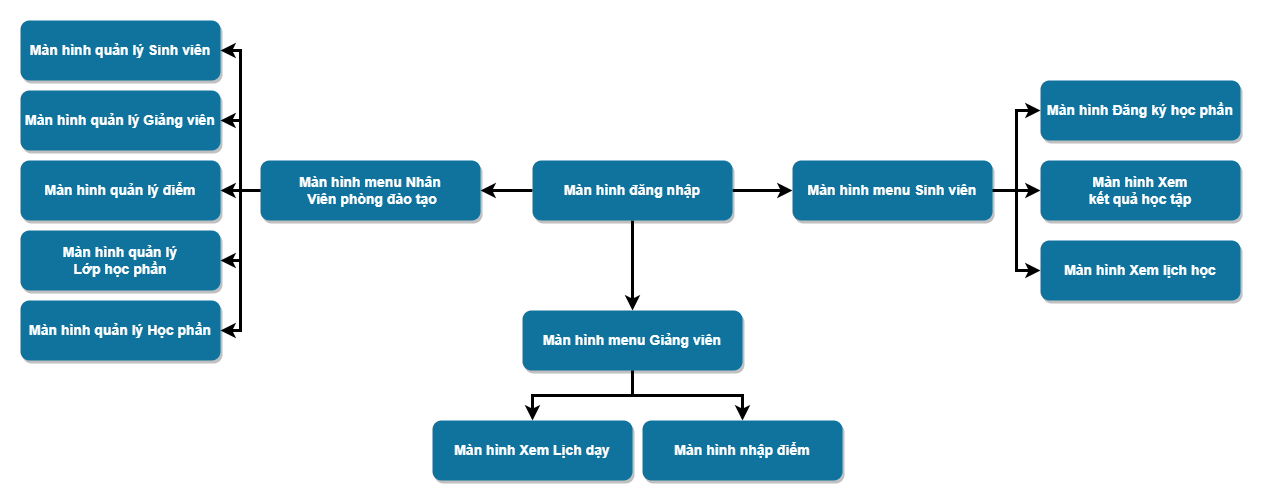 Màn hình quản lý Sinh viên
Màn hình quản lý Giảng viên
Màn hình quản lý điểm
Màn hình quản lý
Lớp học phần
Màn hình quản lý Học phần
Màn hình menu Nhân
Viên phòng đào tạo
Màn hình đăng nhập
Màn hình menu Sinh viên
Màn hình Đăng ký học phần
Màn hình Xem
kết quả học tập
Màn hình Xem lịch học
Màn hình menu Giảng viên
Màn hình Xem Lịch dạy
Màn hình nhập điểm